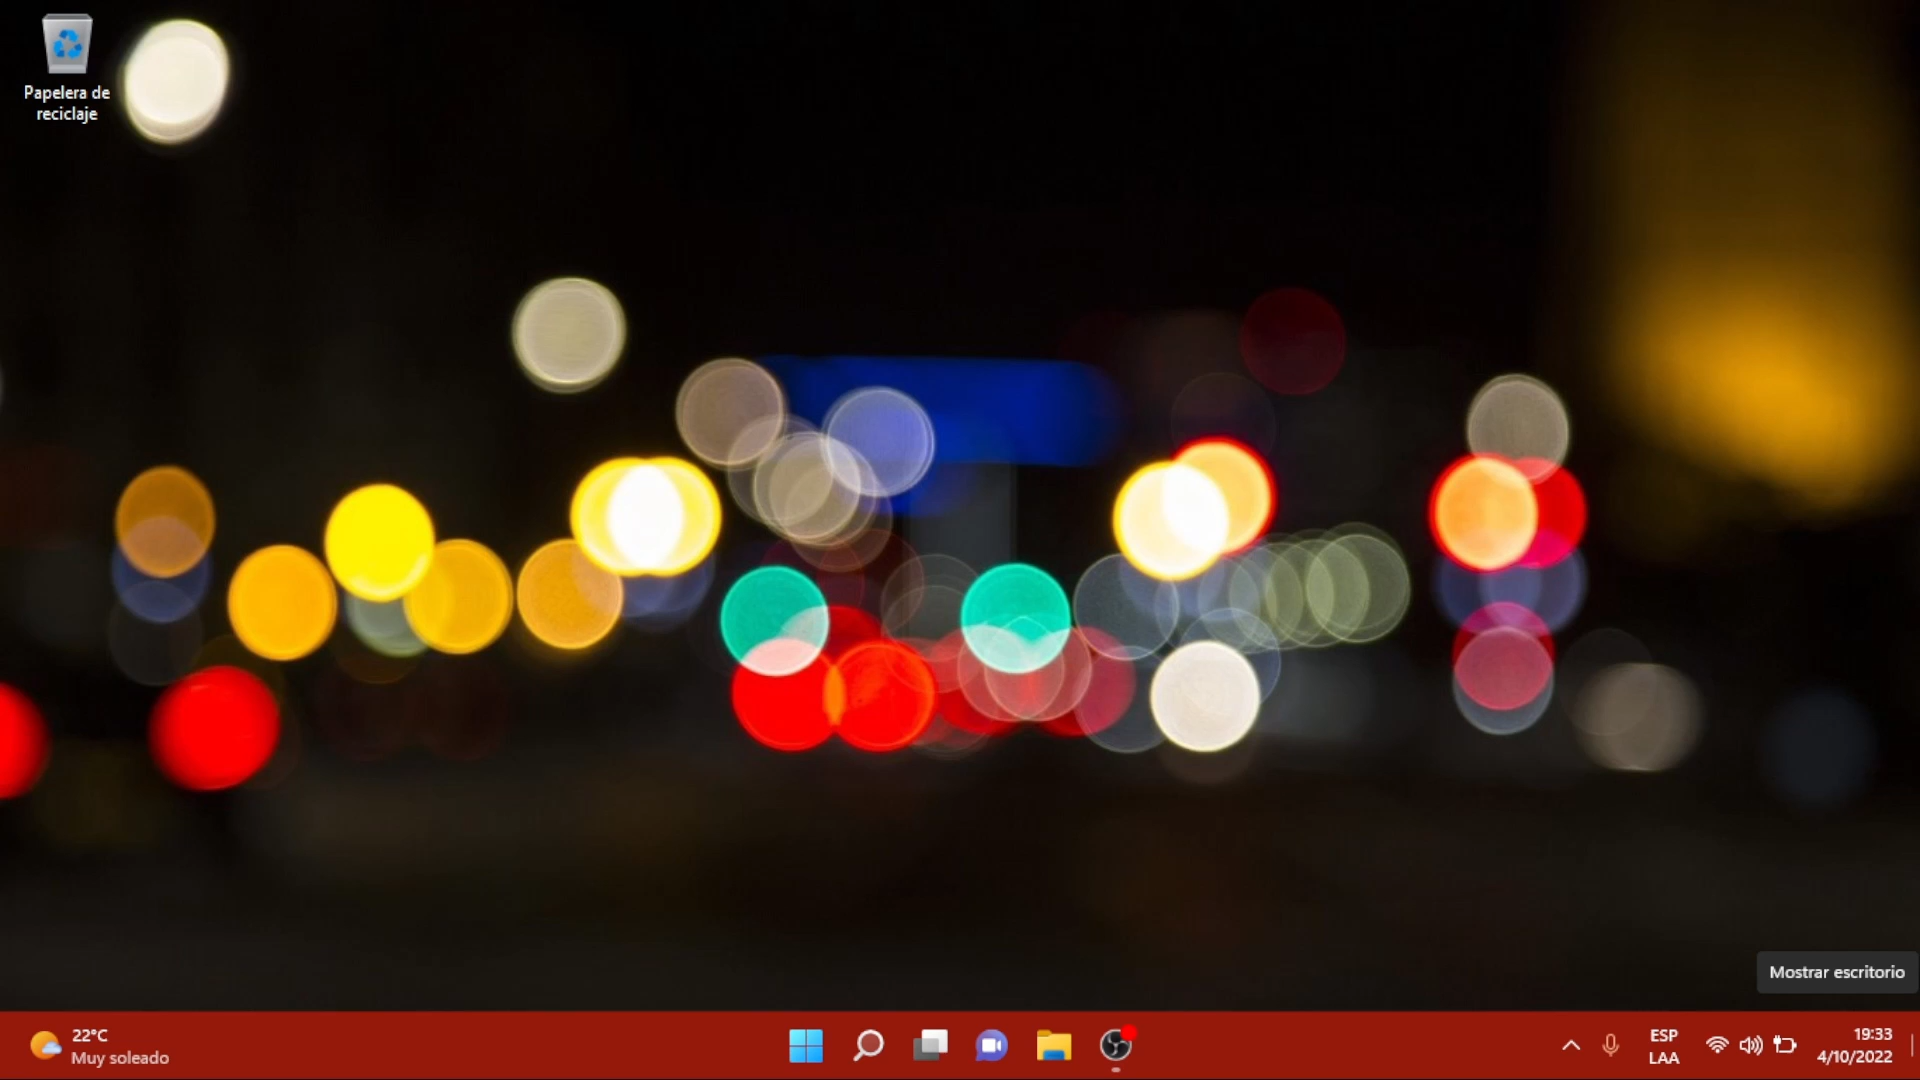 Papelera de
reciclaje
Mostrar escritorio
22°C
Muy soleado
ESP
LAA
19:33
4/10/2022